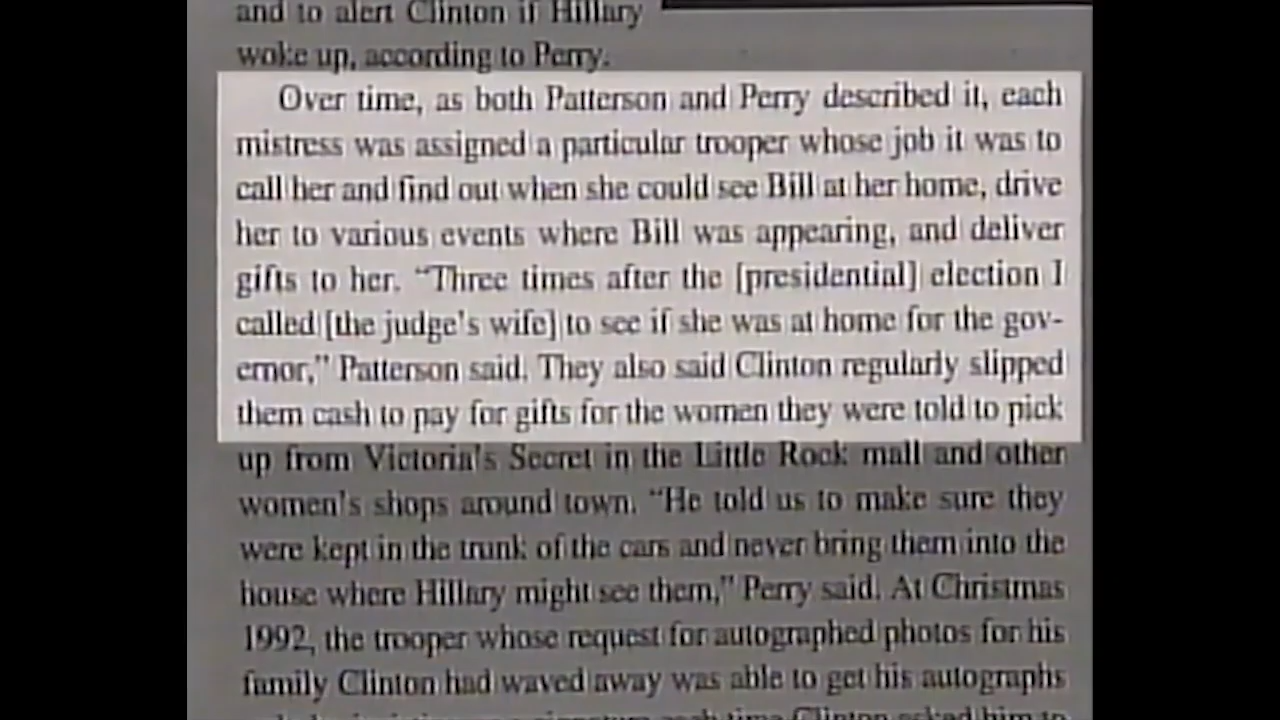 and to alert Clinton if Hillary
woke up, according to Perry.
Over time, as both Patterson and Perry described it, each
mistress was assigned a particular trooper whose job it was to
call her and find out when she could see Bill at her home, drive
her to various events where Bill was appearing, and deliver
gifts to her. “Three times after the [presidential] election I
called [the judge's wife] to see if she was at home for the gov-
ernor,” Patterson said. They also said Clinton regularly slipped
them cash to pay for gifts for the women they were told to pick
up from Victoria's Secret in the Little Rock mall and other
women's shops around town. “He told us to make sure they
were kept in the trunk of the cars and never bring them into the
house where Hillary might see them,” Perry said. At Christmas
1992, the trooper whose request for autographed photos for his
family Clinton had waved away was able to get his autographs
time Clinton asked him to